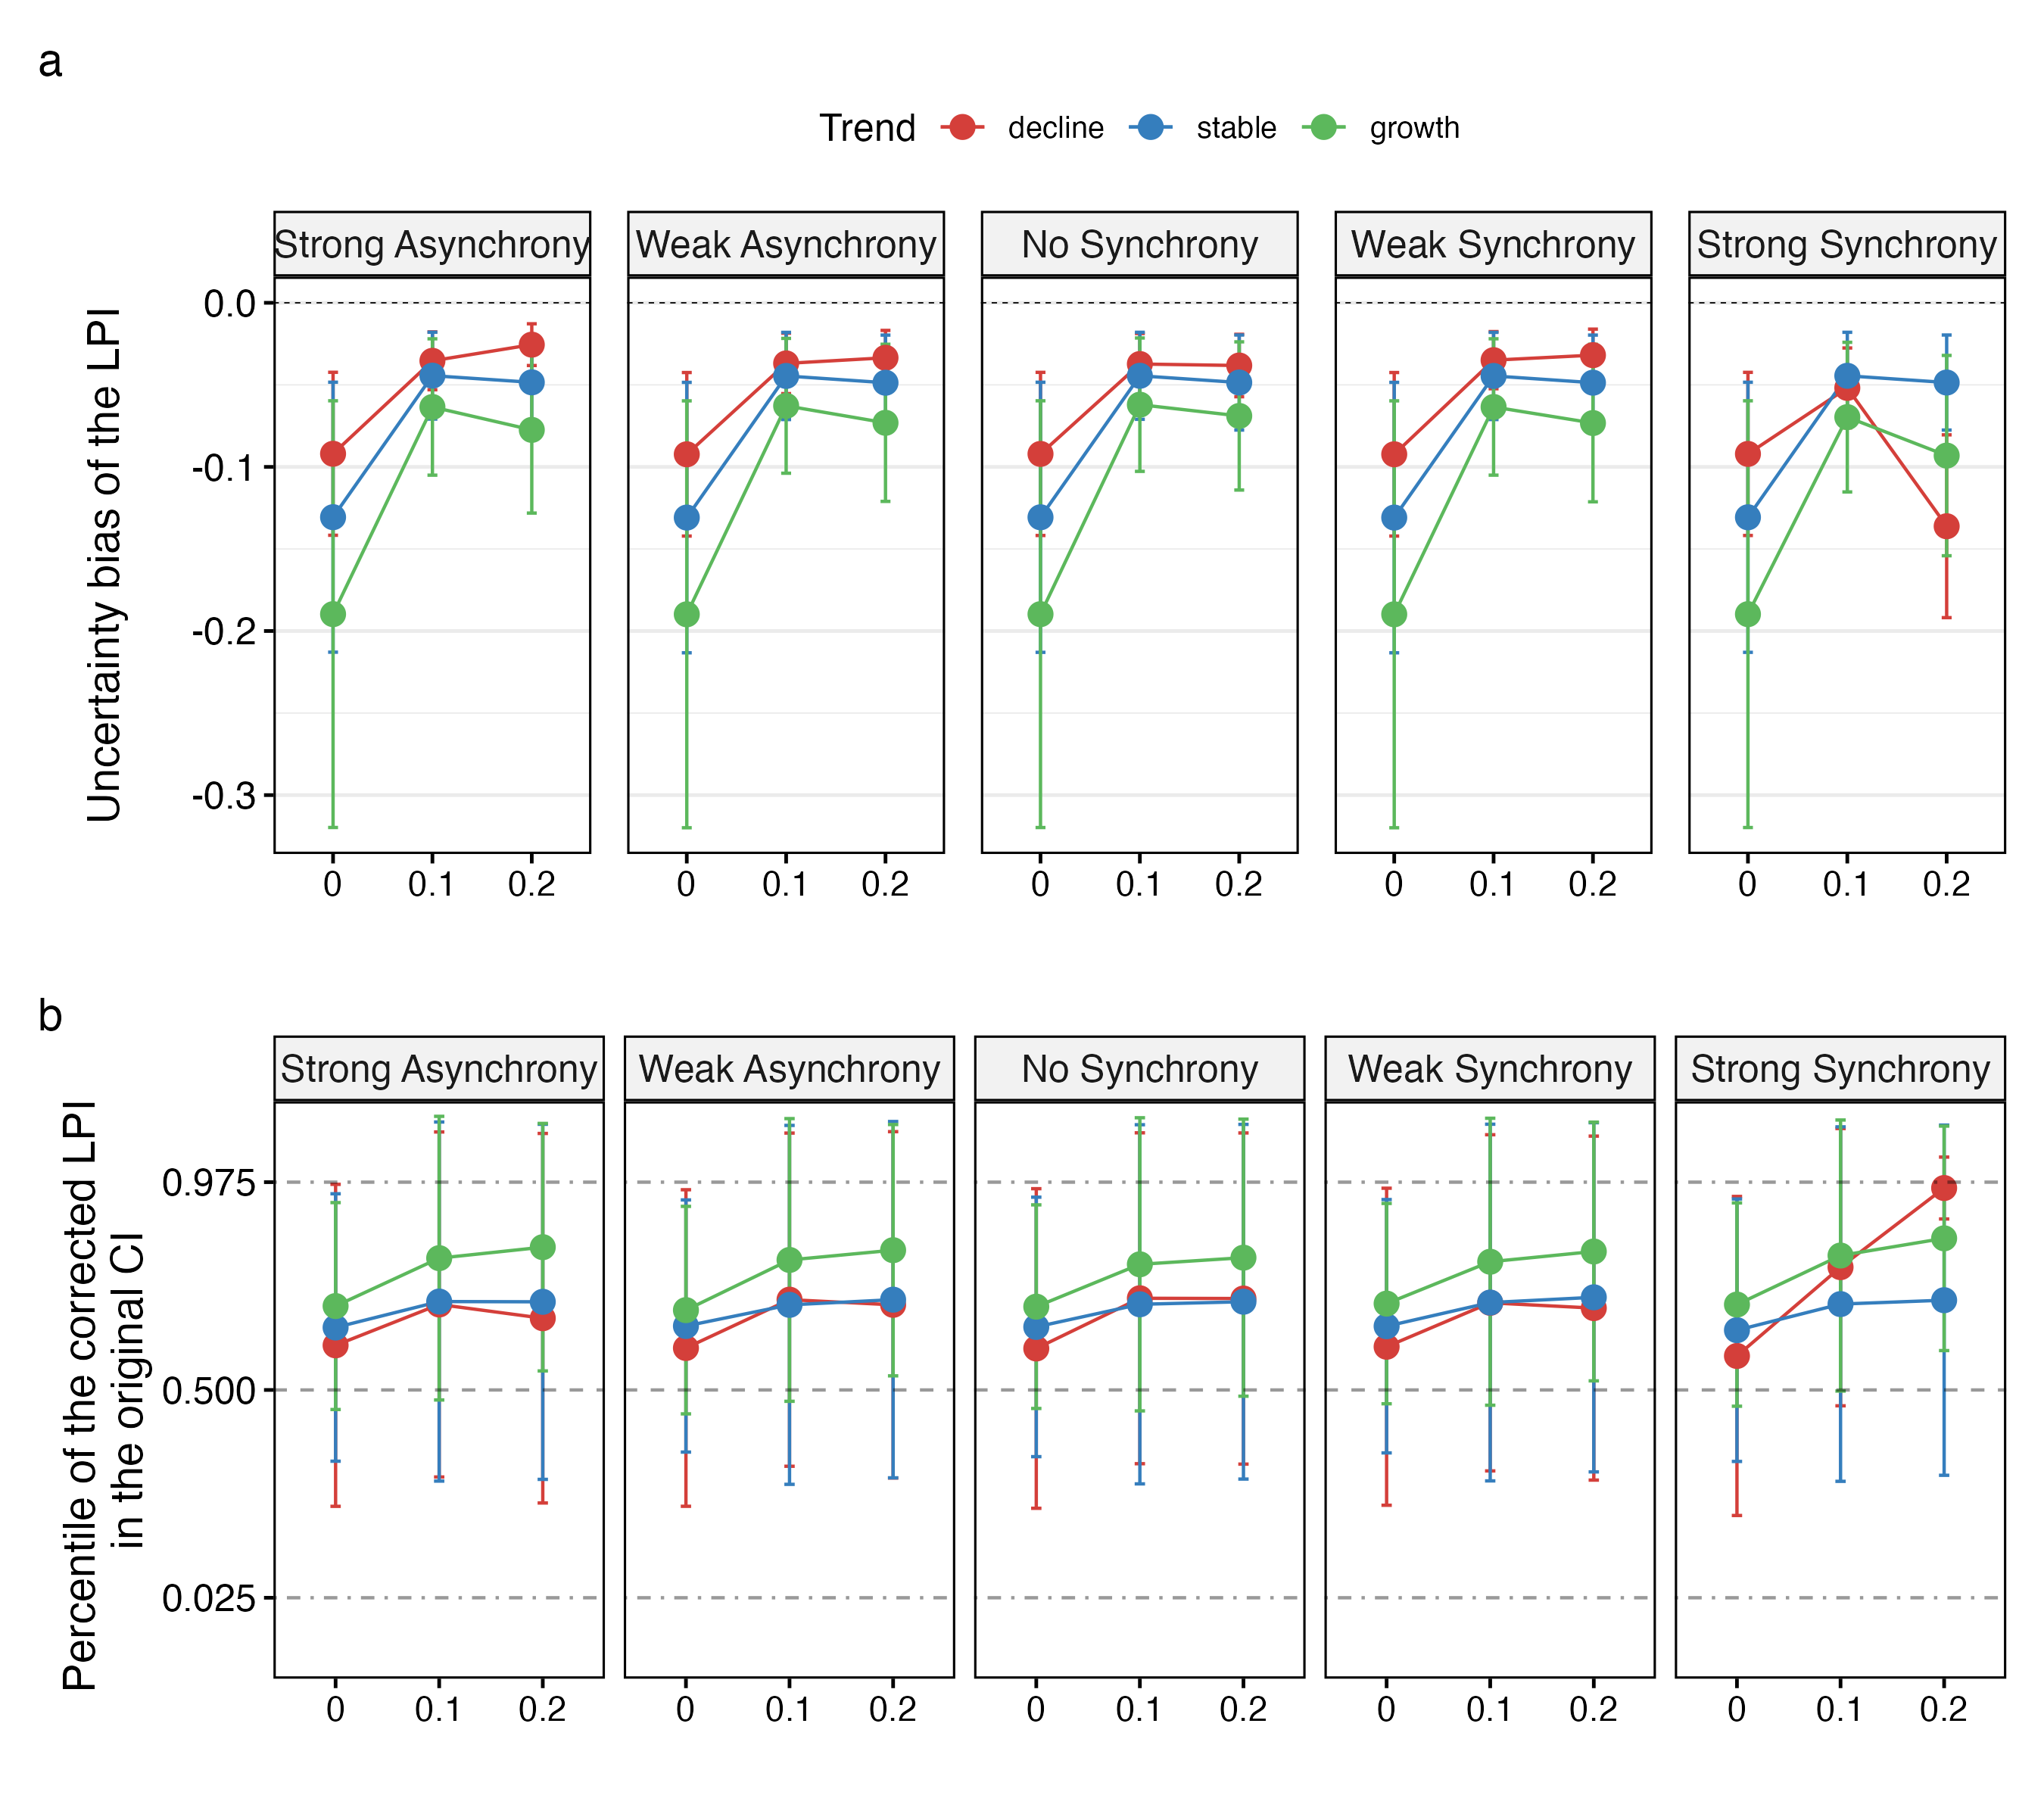 a
Trend decline stable growth
Strong Asynchrony Weak Asynchrony No Synchrony Weak Synchrony Strong Synchrony
Uncertainty bias of the LPI
0.0
-0.1
-0.2
-0.3
0 0.1 0.2 0 0.1 0.2 0 0.1 0.2 0 0.1 0.2 0 0.1 0.2
b
Strong Asynchrony Weak Asynchrony No Synchrony Weak Synchrony Strong Synchrony
Percentile of the corrected LPI
in the original CI
0.975
0.500
0.025
0 0.1 0.2 0 0.1 0.2 0 0.1 0.2 0 0.1 0.2 0 0.1 0.2